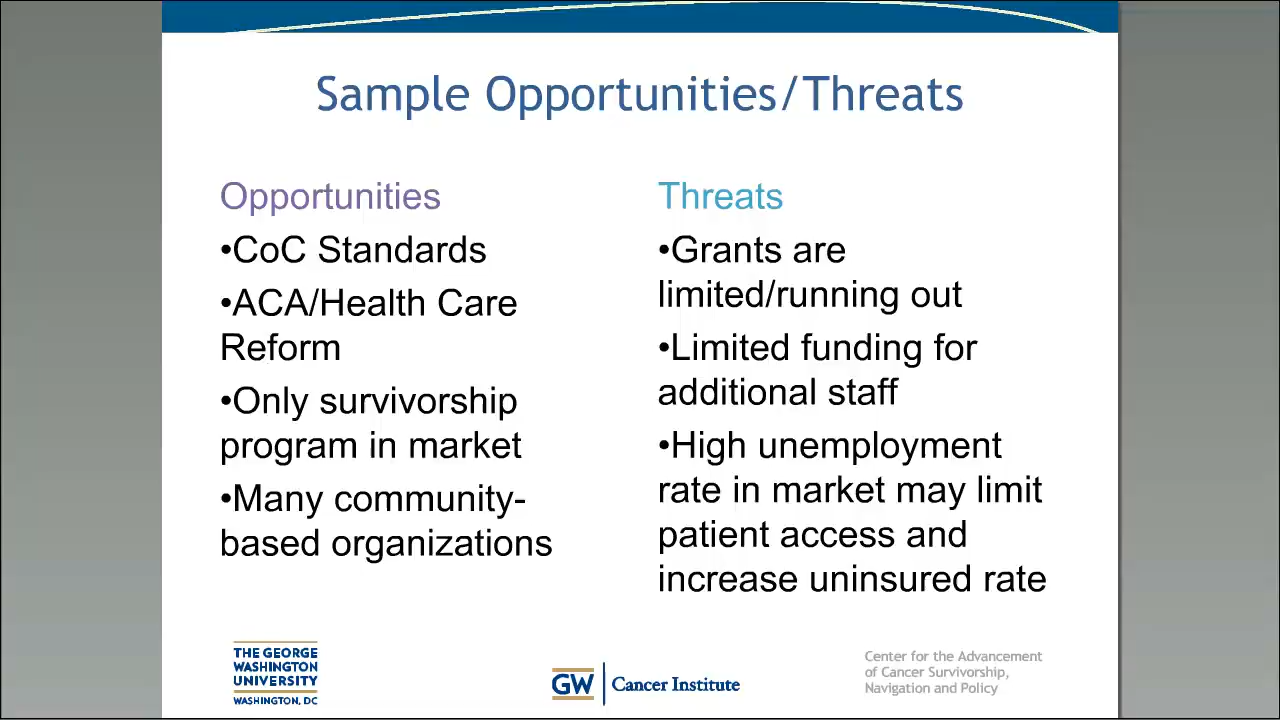 Sample Opportunities/Threats
Opportunities
•CoC Standards
•ACA/Health Care
Reform
•Only survivorship
program in market
•Many community-
based organizations
Threats
•Grants are
limited/running out
•Limited funding for
additional staff
•High unemployment
rate in market may limit
patient access and
increase uninsured rate
THE GEORGE
WASHINGTON
UNIVERSITY
WASHINGTON, DC
GW Cancer Institute
Center for the Advancement
of Cancer Survivorship,
Navigation and Policy